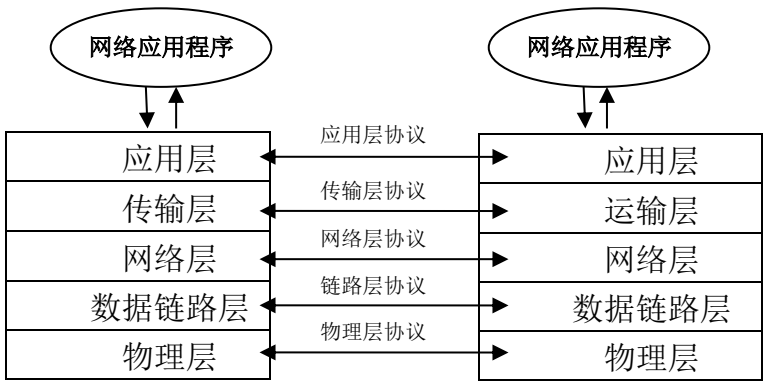 网络应用程序
网络应用程序
应用层
应用层协议
应用层
传输层
传输层协议
运输层
网络层
网络层协议
网络层
数据链路层
链路层协议
数据链路层
物理层
物理层协议
物理层